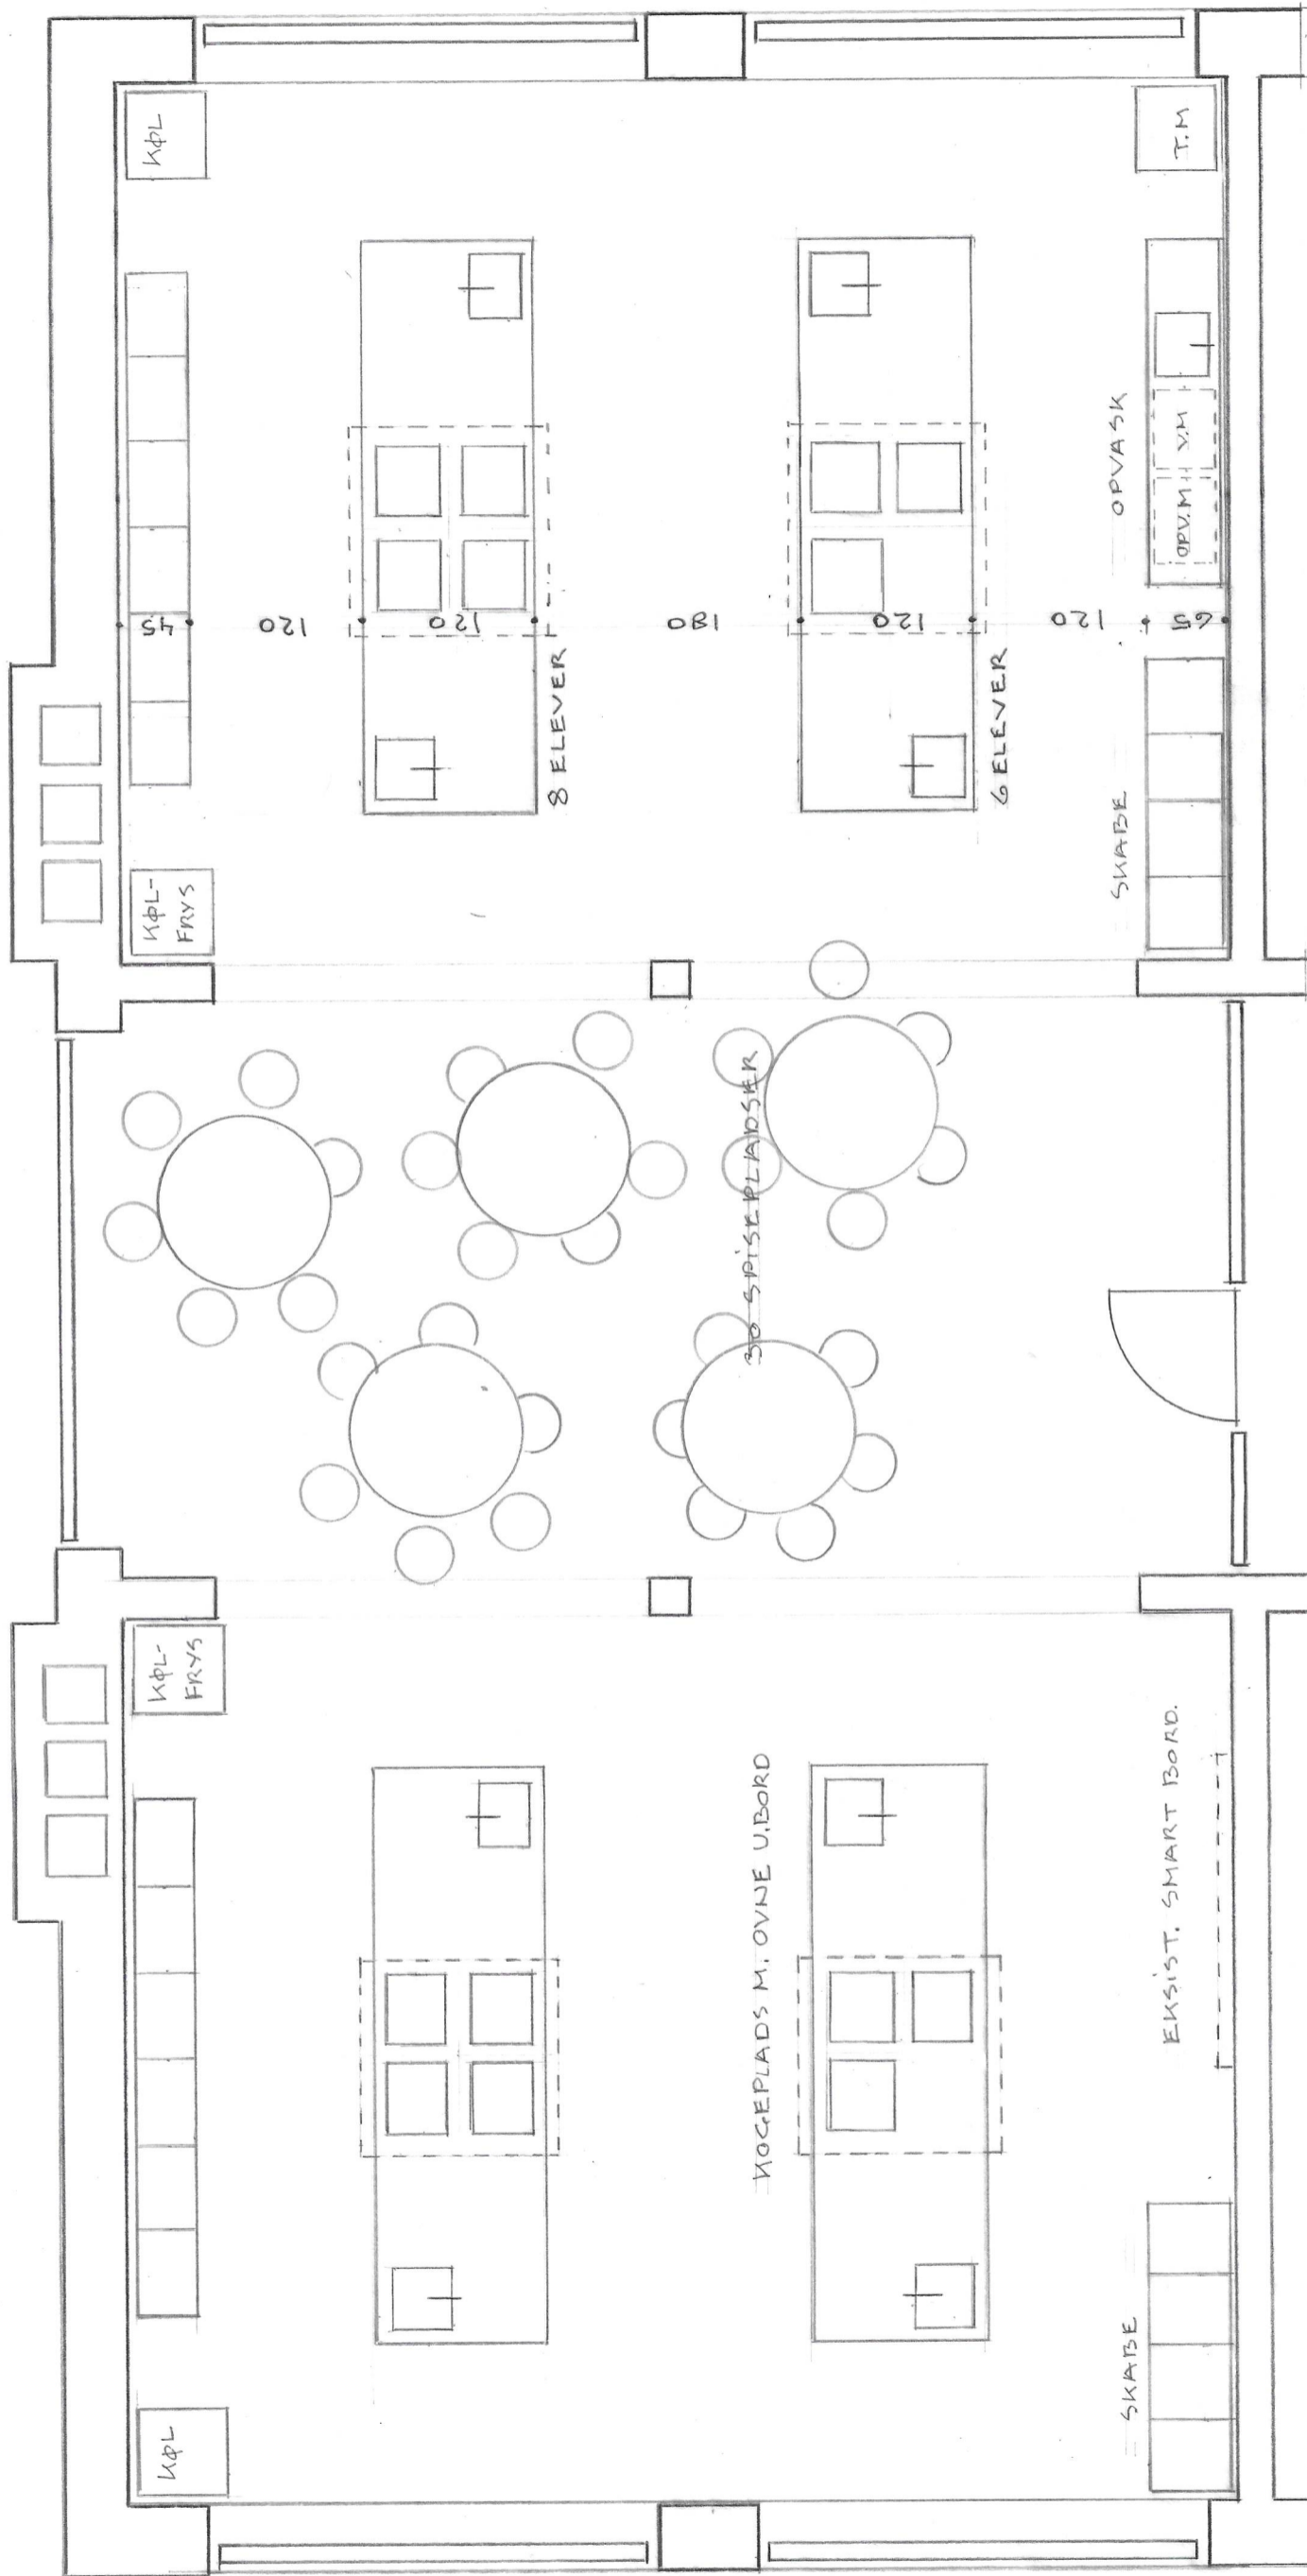 KØL
T.M
OPVASK
OPV.M
V.M
45
120
120
180
120
120
65
8 ELEVER
6 ELEVER
SKABE
KØL-
FRYS
30 SPISEPLADSER
KØL-
FRYS
KOGEPLADS M. OVNE U.BORD
EKSIST. SMART BORD.
SKABE
KØL